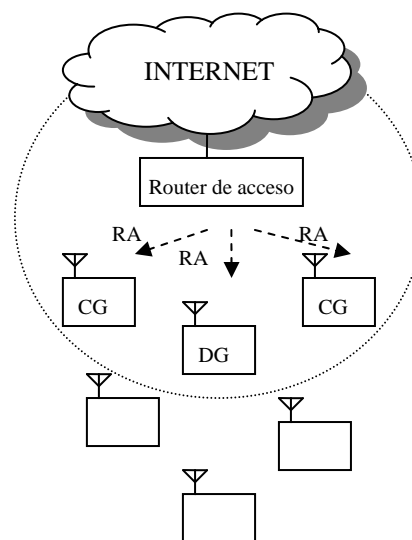 INTERNET
Router de acceso
RA
RA
RA
CG
CG
DG